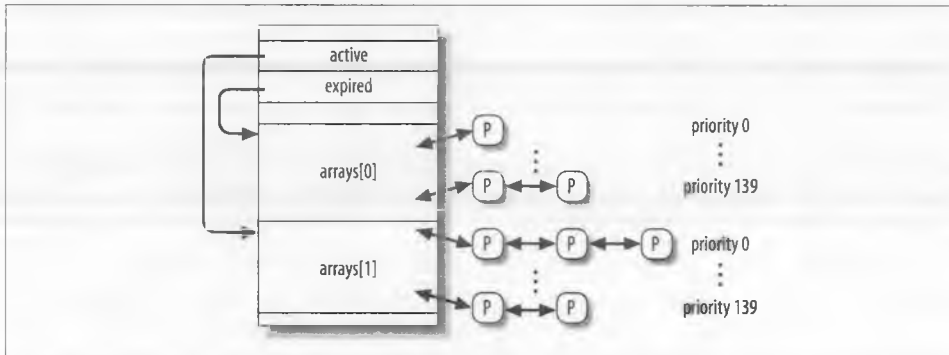 active
expired
P
priority 0
arrays[0]
P P
priority 139
P P P
priority 0
arrays[1]
P P
priority 139